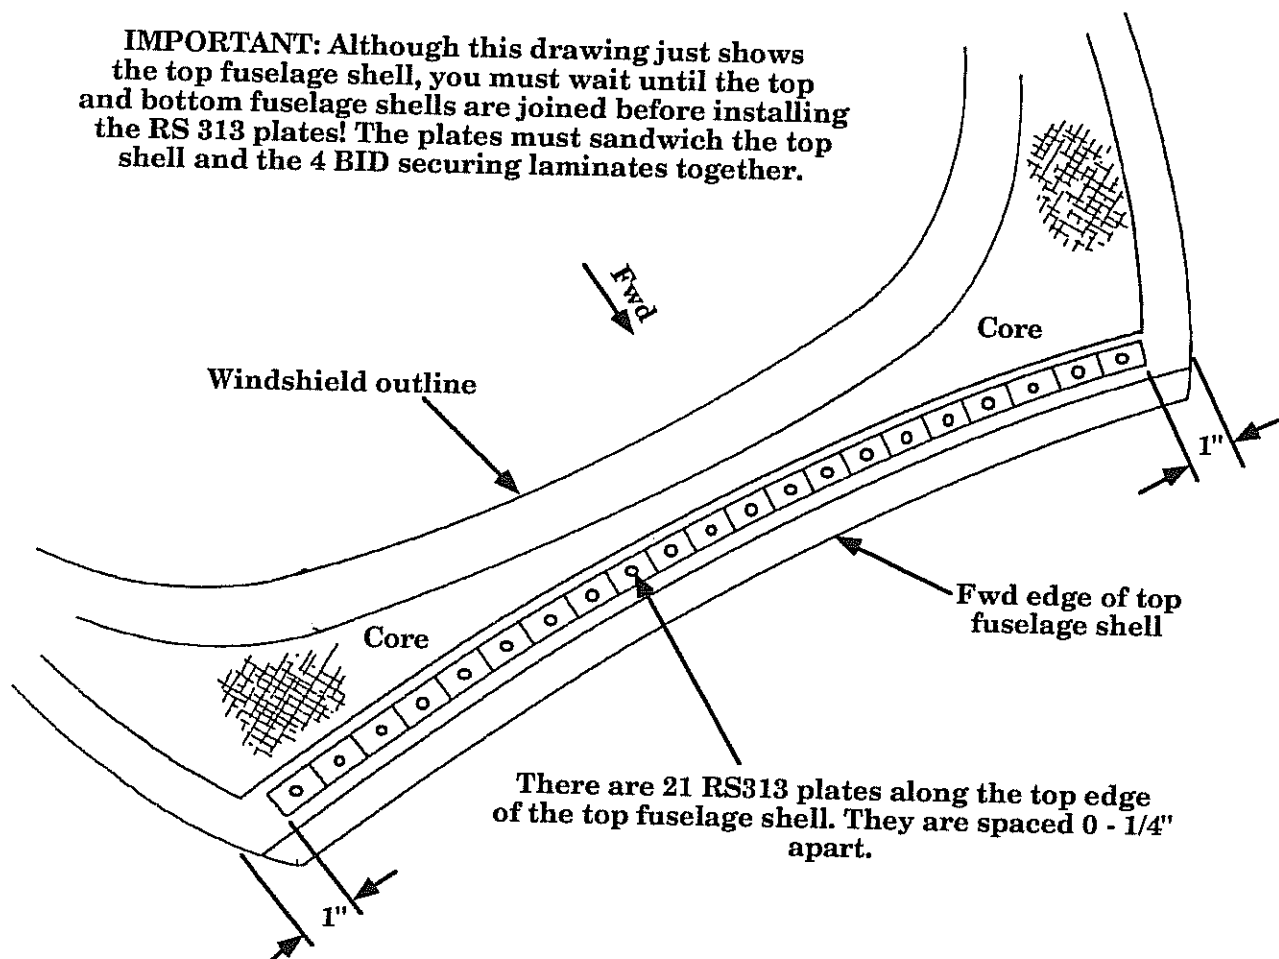 IMPORTANT: Although this drawing just shows
the top fuselage shell, you must wait until the top
and bottom fuselage shells are joined before installing
the RS 313 plates! The plates must sandwich the top
shell and the 4 BID securing laminates together.
Fwd
Core
Windshield outline
1"
Fwd edge of top
fuselage shell
Core
There are 21 RS313 plates along the top edge
of the top fuselage shell. They are spaced 0 - 1/4"
apart.
1"